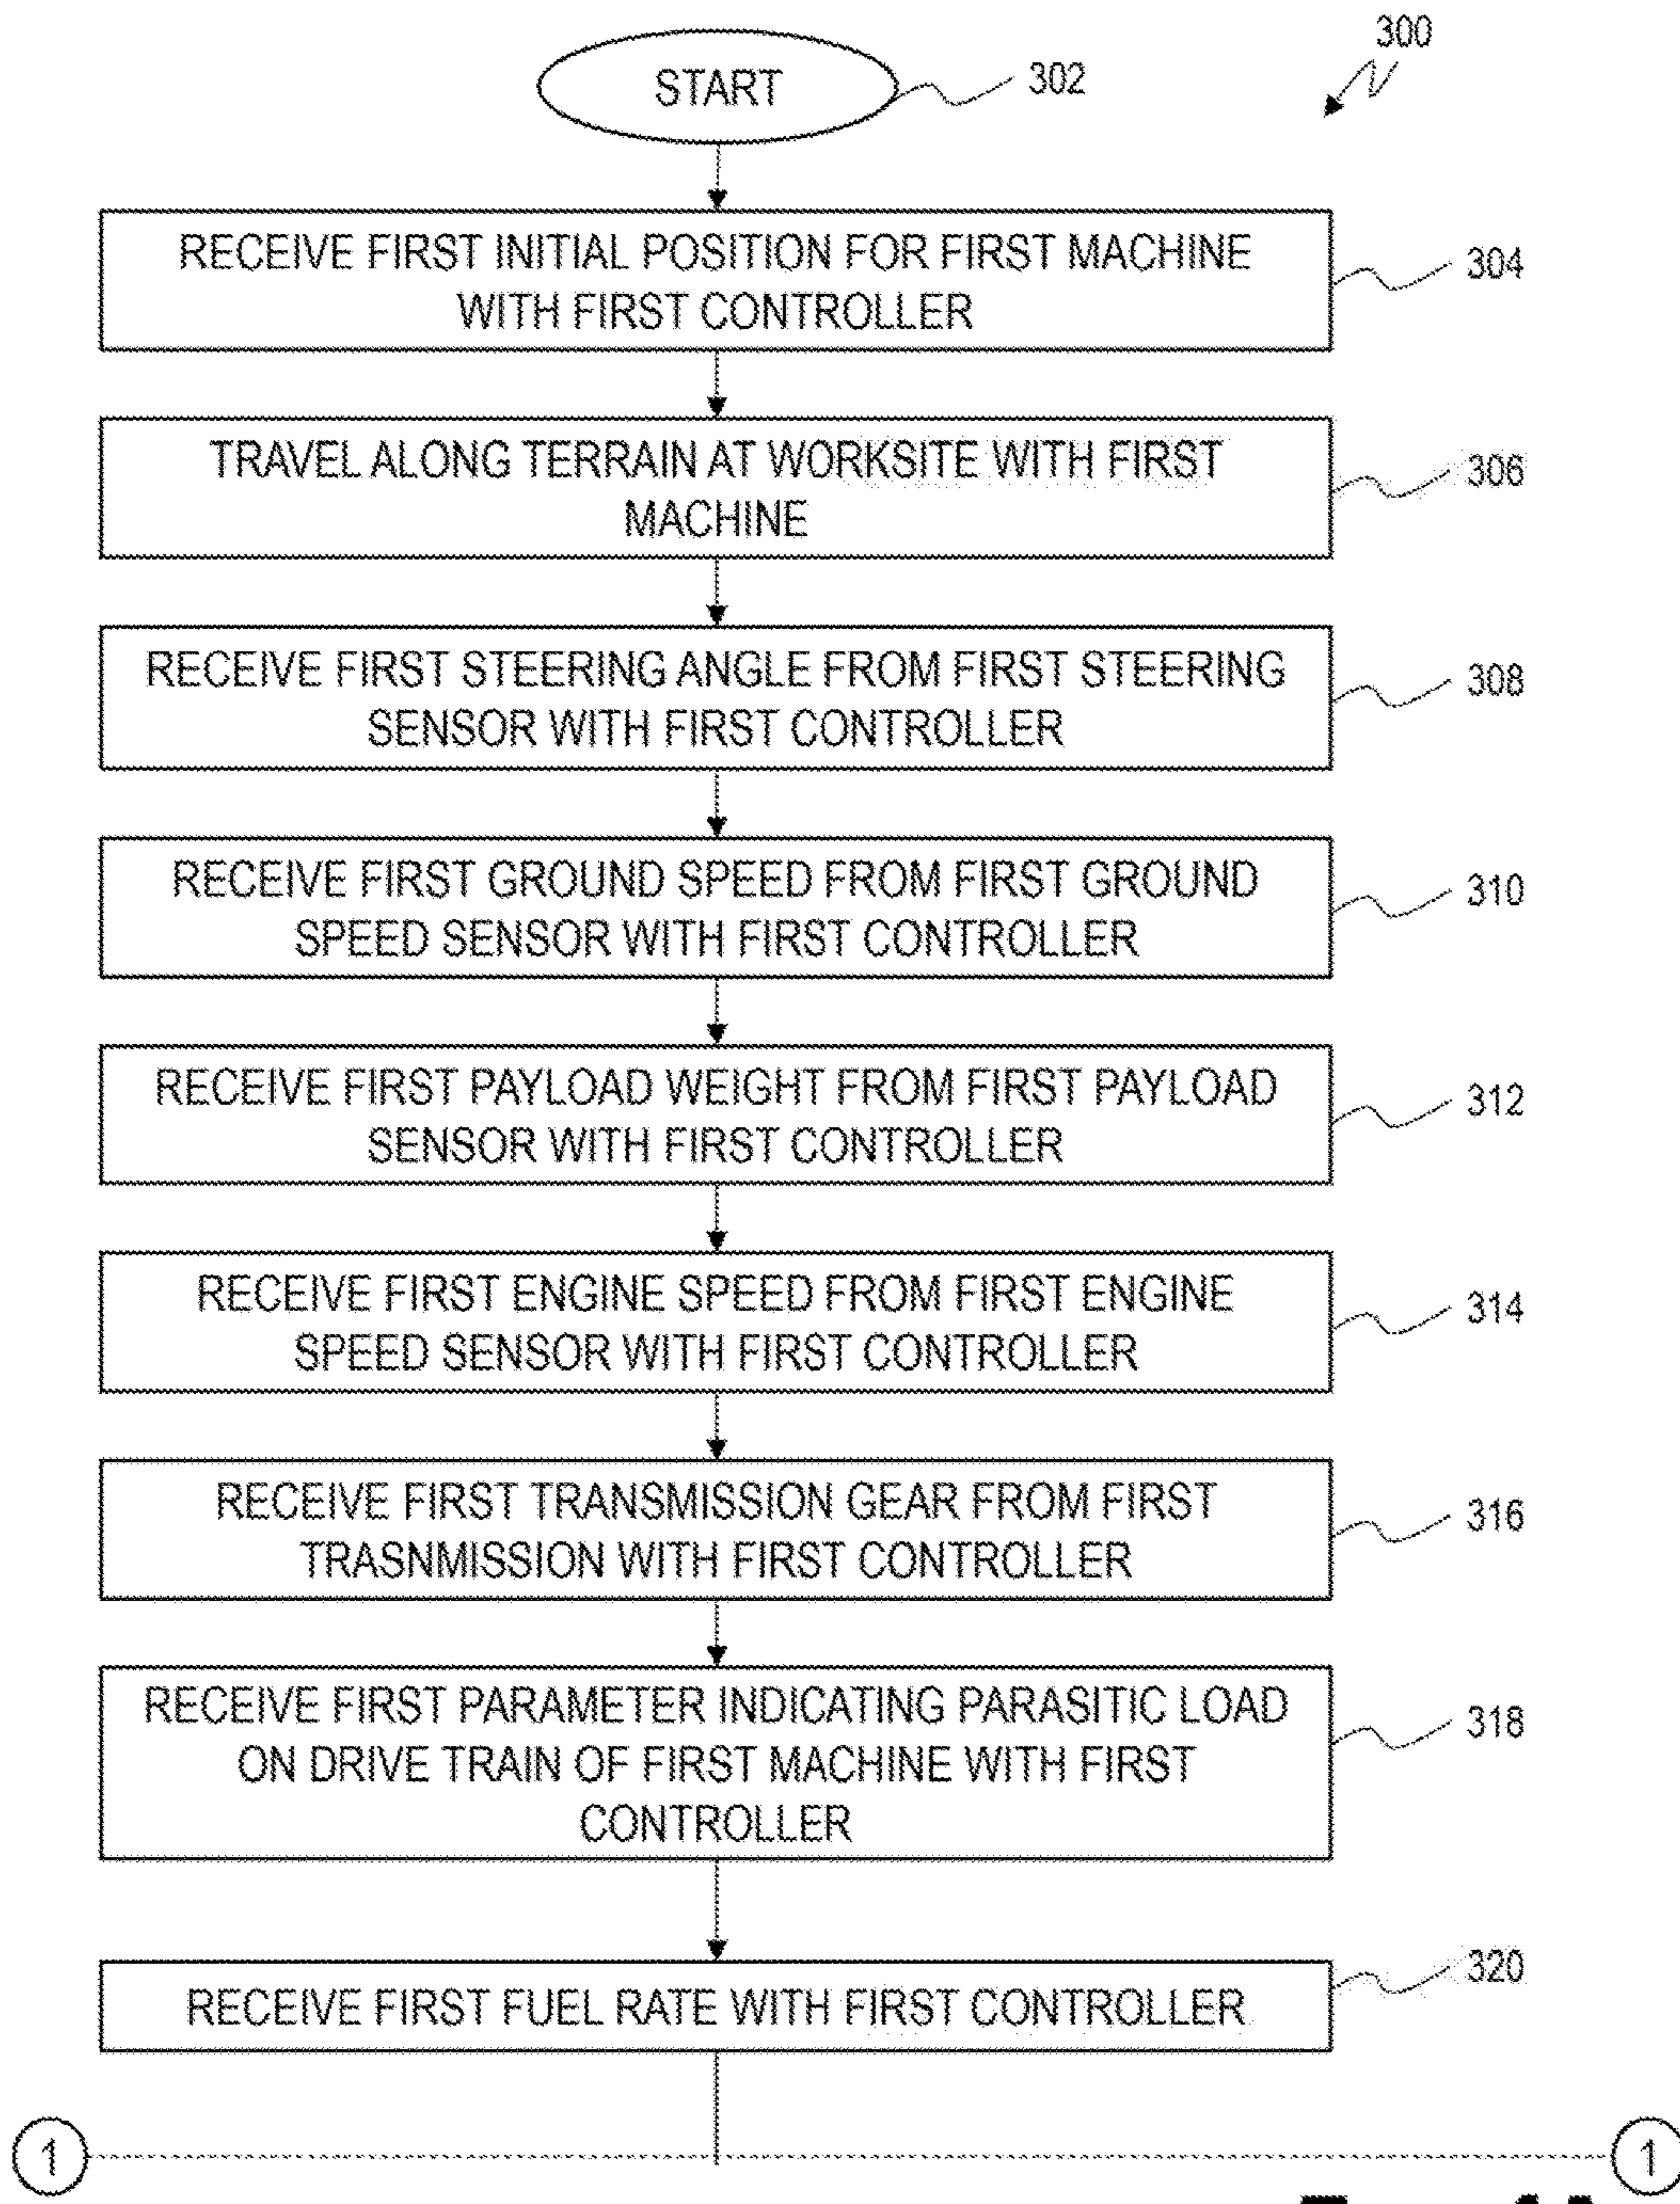 300
START
302
RECEIVE FIRST INITIAL POSITION FOR FIRST MACHINE
WITH FIRST CONTROLLER
304
TRAVEL ALONG TERRAIN AT WORKSITE WITH FIRST
MACHINE
306
RECEIVE FIRST STEERING ANGLE FROM FIRST STEERING
SENSOR WITH FIRST CONTROLLER
308
RECEIVE FIRST GROUND SPEED FROM FIRST GROUND
SPEED SENSOR WITH FIRST CONTROLLER
310
RECEIVE FIRST PAYLOAD WEIGHT FROM FIRST PAYLOAD
SENSOR WITH FIRST CONTROLLER
312
RECEIVE FIRST ENGINE SPEED FROM FIRST ENGINE
SPEED SENSOR WITH FIRST CONTROLLER
314
RECEIVE FIRST TRANSMISSION GEAR FROM FIRST
TRASNMISSION WITH FIRST CONTROLLER
316
RECEIVE FIRST PARAMETER INDICATING PARASITIC LOAD
ON DRIVE TRAIN OF FIRST MACHINE WITH FIRST
CONTROLLER
318
RECEIVE FIRST FUEL RATE WITH FIRST CONTROLLER
320
1
1